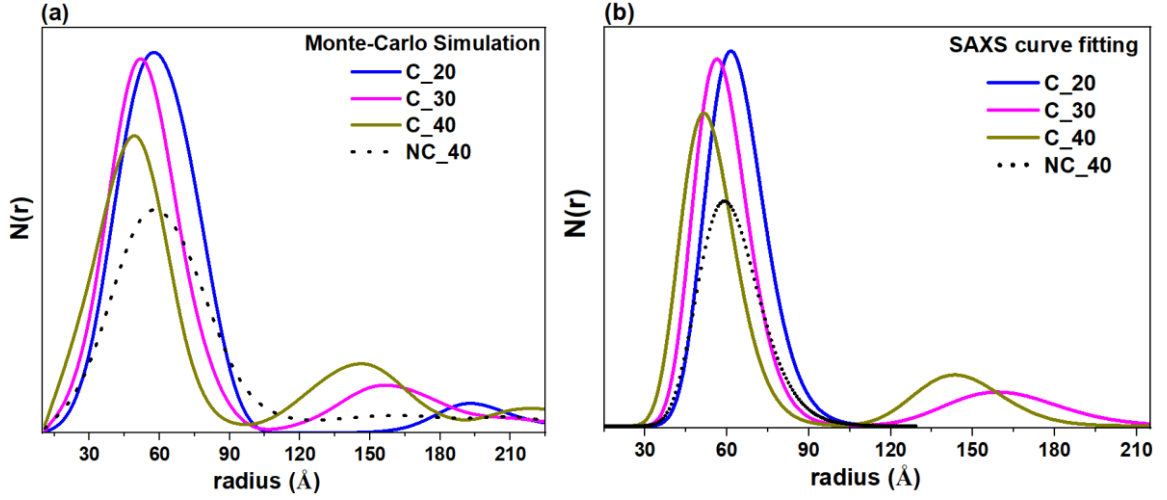 (a)
Monte-Carlo Simulation
C_20
C_30
C_40
NC_40
N(r)
30 60 90 120 150 180 210
radius (Å)
(b)
SAXS curve fitting
C_20
C_30
C_40
NC_40
N(r)
30 60 90 120 150 180 210
radius (Å)